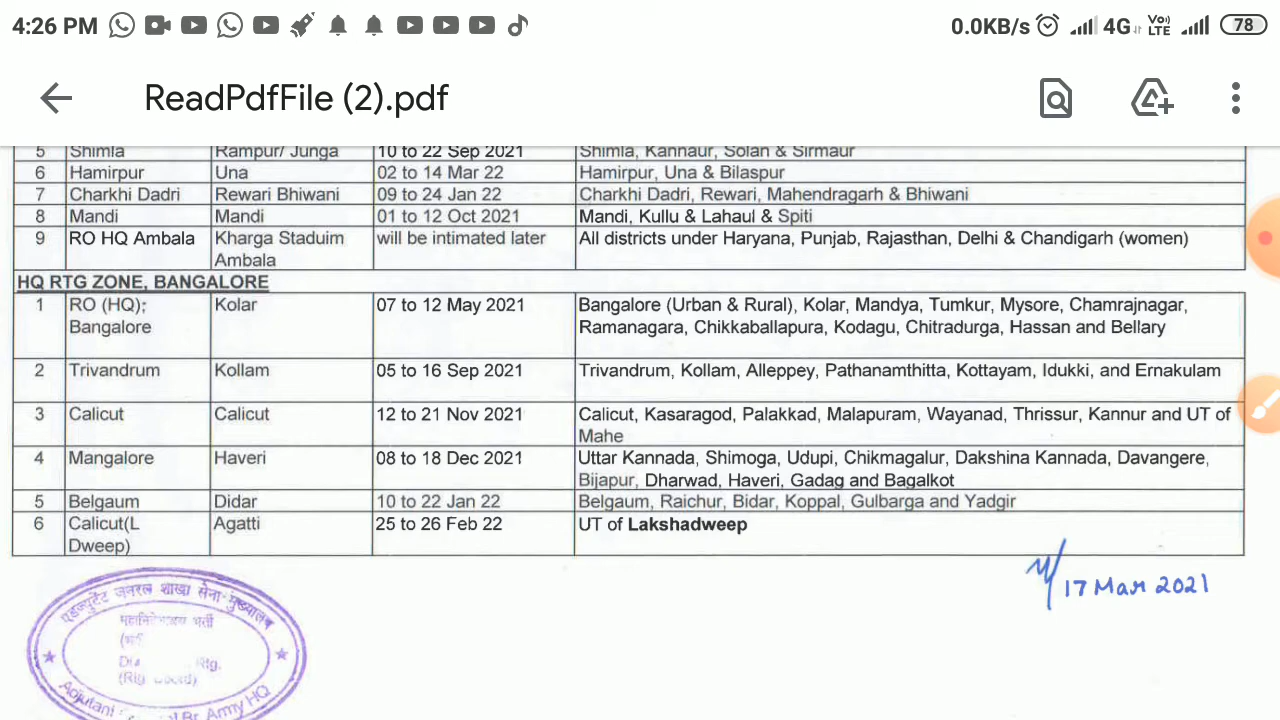 4:26 PM 0.0KB/s 4G Vo) LTE 78
ReadPdfFile (2).pdf
5 Shimla Rampur/ Junga 10 to 22 Sep 2021 Shimla, Kannaur, Solan & Sirmaur
6 Hamirpur Una 02 to 14 Mar 22 Hamirpur, Una & Bilaspur
7 Charkhi Dadri Rewari Bhiwani 09 to 24 Jan 22 Charkhi Dadri, Rewari, Mahendragarh & Bhiwani
8 Mandi Mandi 01 to 12 Oct 2021 Mandi, Kullu & Lahaul & Spiti
9 RO HQ Ambala Kharga Staduim will be intimated later All districts under Haryana, Punjab, Rajasthan, Delhi & Chandigarh (women)
Ambala
HQ RTG ZONE, BANGALORE
1 RO (HQ); Kolar 07 to 12 May 2021 Bangalore (Urban & Rural), Kolar, Mandya, Tumkur, Mysore, Chamrajnagar,
Bangalore Ramanagara, Chikkaballapura, Kodagu, Chitradurga, Hassan and Bellary
2 Trivandrum Kollam 05 to 16 Sep 2021 Trivandrum, Kollam, Alleppey, Pathanamthitta, Kottayam, Idukki, and Ernakulam
3 Calicut Calicut 12 to 21 Nov 2021 Calicut, Kasaragod, Palakkad, Malapuram, Wayanad, Thrissur, Kannur and UT of
Mahe
4 Mangalore Haveri 08 to 18 Dec 2021 Uttar Kannada, Shimoga, Udupi, Chikmagalur, Dakshina Kannada, Davangere,
Bijapur, Dharwad, Haveri, Gadag and Bagalkot
5 Belgaum Didar 10 to 22 Jan 22 Belgaum, Raichur, Bidar, Koppal, Gulbarga and Yadgir
6 Calicut(L Agatti 25 to 26 Feb 22 UT of Lakshadweep
Dweep)
17 Mar 2021
एडज्युटेंट जनरल शाखा सेना मुख्यालय
भर्ती
Rtg.
(Rtg
Adjutant Br. Army HQ